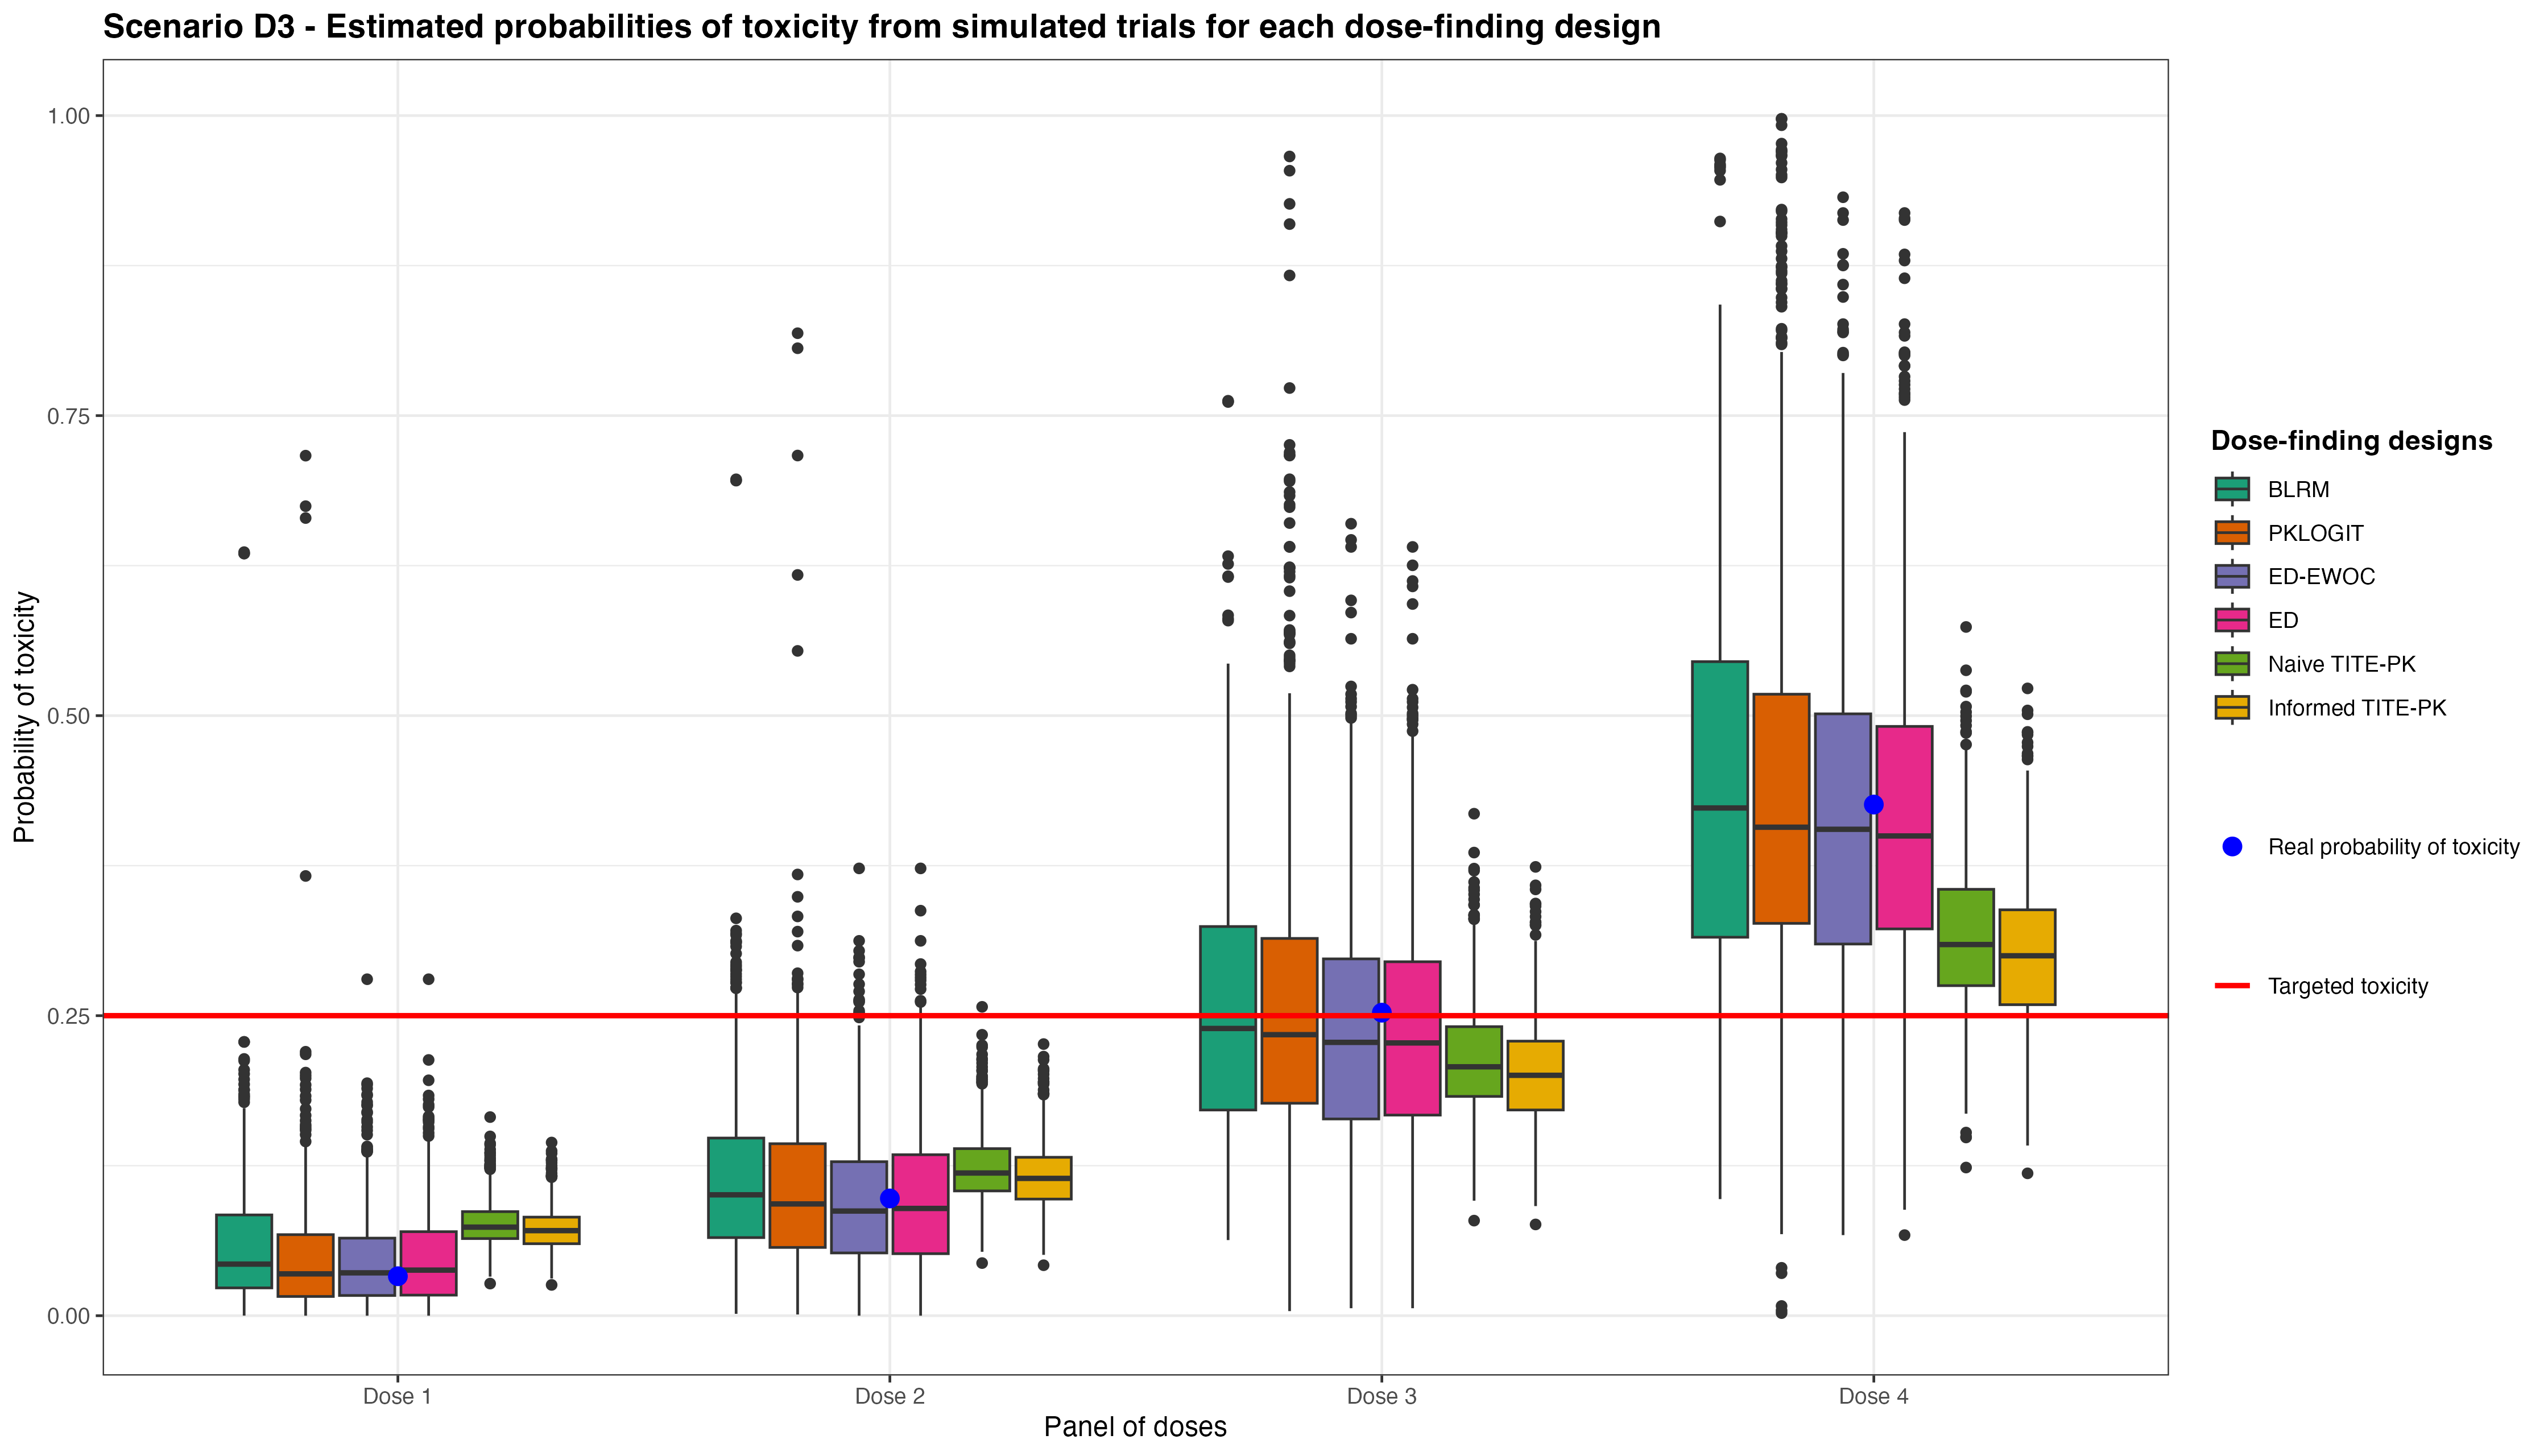 Scenario D3 - Estimated probabilities of toxicity from simulated trials for each dose-finding design
Probability of toxicity
1.00
0.75
0.50
0.25
0.00
Dose 1
Dose 2
Dose 3
Dose 4
Panel of doses
Dose-finding designs
BLRM
PKLOGIT
ED-EWOC
ED
Naive TITE-PK
Informed TITE-PK
Real probability of toxicity
Targeted toxicity